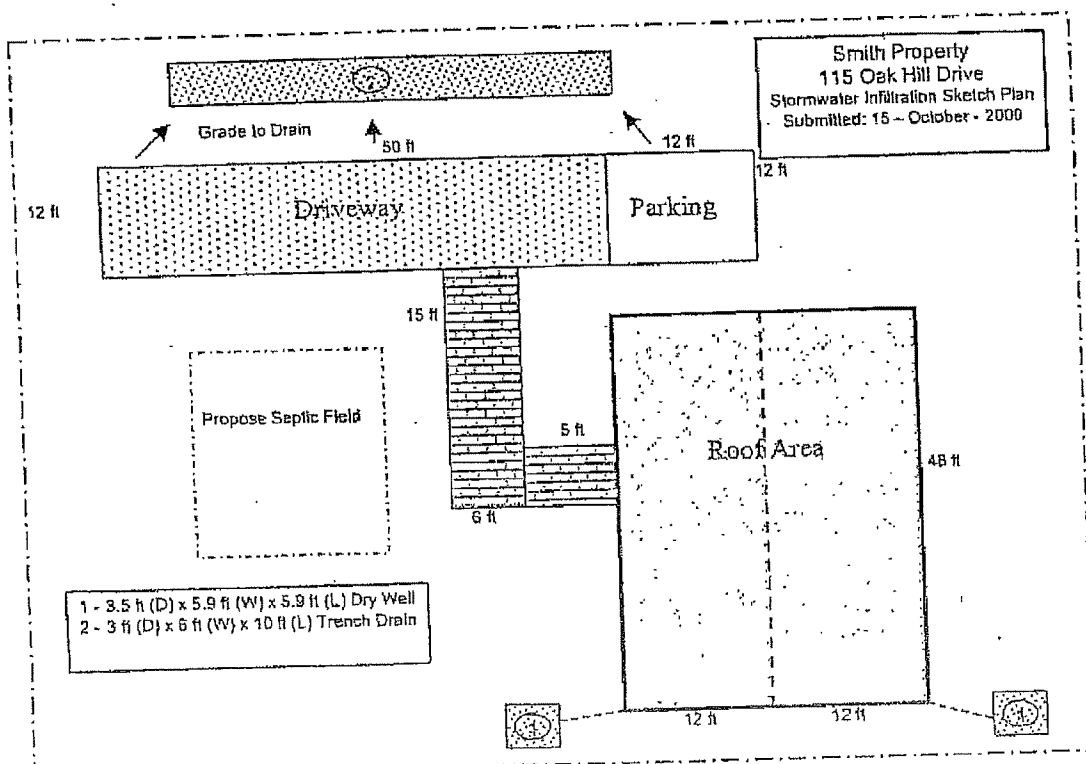 Smith Property
115 Oak Hill Drive
Stormwater Infiltration Sketch Plan
Submitted: 15 - October - 2000
2
Grade to Drain
50 ft
12 ft
12 ft
12 ft
Driveway
Parking
15 ft
Propose Septic Field
5 ft
Roof Area
48 ft
6 ft
1 - 3.5 ft (D) x 5.9 ft (W) x 5.9 ft (L) Dry Well
2 - 3 ft (D) x 6 ft (W) x 10 ft (L) Trench Drain
1
12 ft
12 ft
1